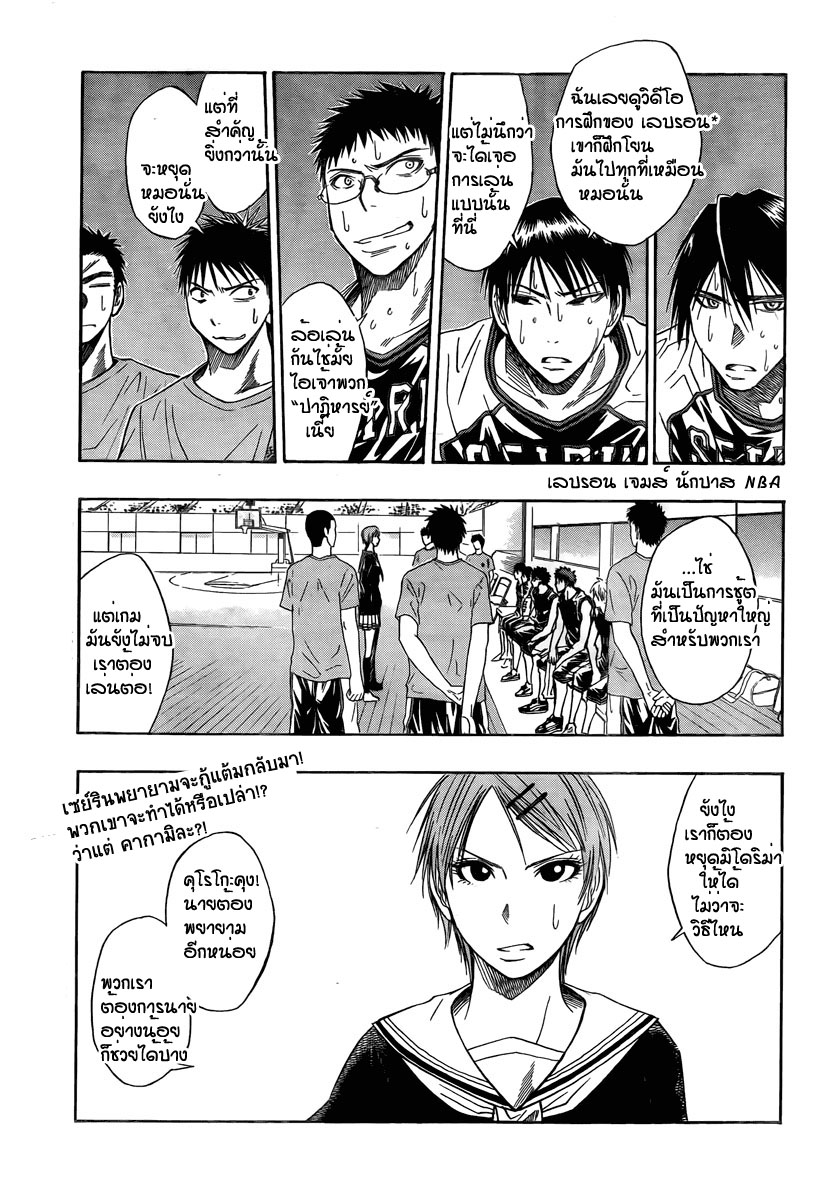 ฉันเลยดูวิดีโอ
การฝึกของ เลบรอน*
เขาก็ฝึกโยน
มันไปทุกที่เหมือน
หมอนั่น
แต่ไม่นึกว่า
จะได้เจอ
การเล่น
แบบนั้น
ที่นี่
ล้อเล่น
กันใช่มั้ย
ไอเจ้าพวก
"ปาฏิหารย์"
เนี่ย
แต่ที่
สำคัญ
ยิ่งกว่านั้น
จะหยุด
หมอนั่น
ยังไง
SEIRIN
เลบรอน เจมส์ นักบาส NBA
...ใช่
มันเป็นการชู้ต
ที่เป็นปัญหาใหญ่
สำหรับพวกเรา
แต่เกม
มันยังไม่จบ
เราต้อง
เล่นต่อ!
เซย์รินพยายามจะกู้แต้มกลับมา!
พวกเขาจะทำได้หรือเปล่า!?
ว่าแต่ คากามิล่ะ?!
ยังไง
เราก็ต้อง
หยุดมิโดริม่า
ให้ได้
ไม่ว่าจะ
วิธีไหน
คุโรโกะคุง!
นายต้อง
พยายาม
อีกหน่อย
พวกเรา
ต้องการนาย
อย่างน้อย
ก็ช่วยได้บ้าง